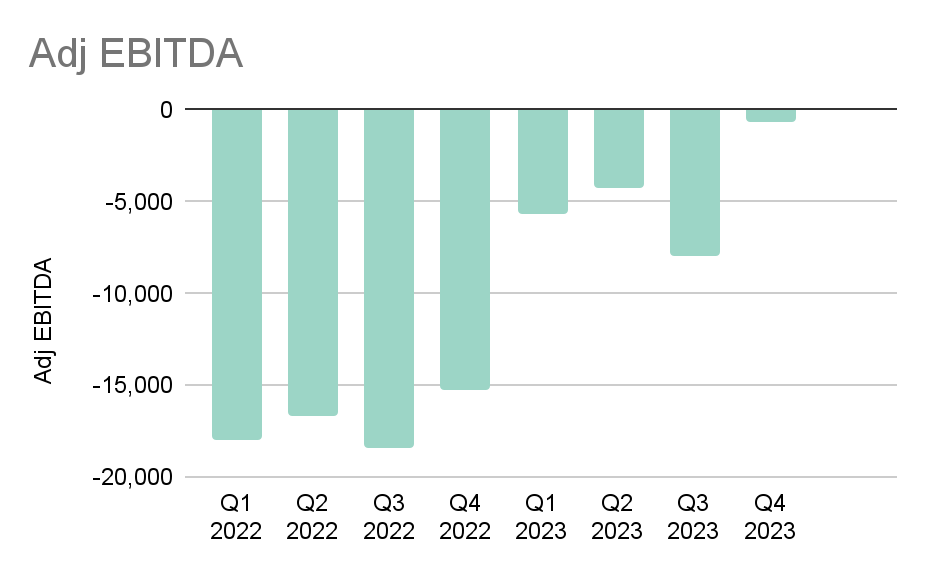 Adj EBITDA
0
-5,000
-10,000
-15,000
-20,000
Adj EBITDA
Q1 2022
Q2 2022
Q3 2022
Q4 2022
Q1 2023
Q2 2023
Q3 2023
Q4 2023